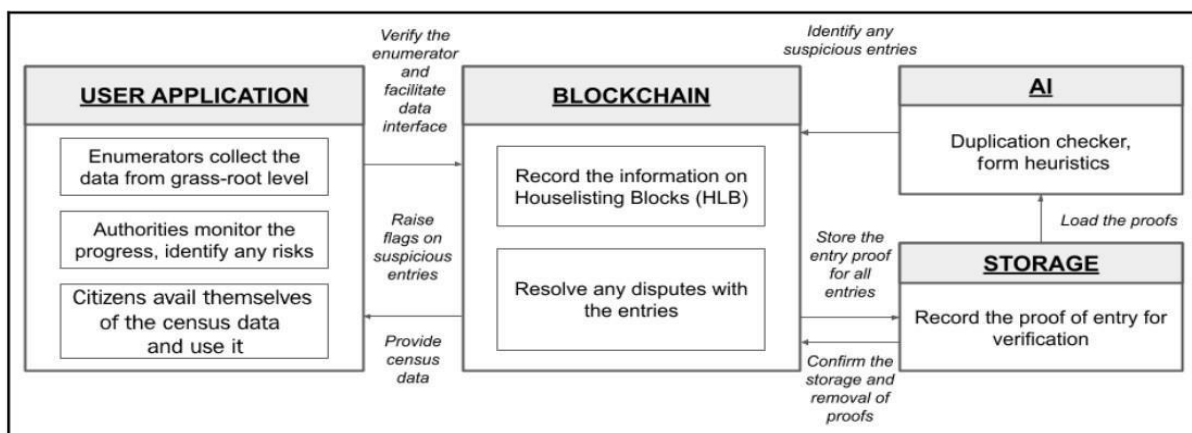 USER APPLICATION
Enumerators collect the
data from grass-root level
Authorities monitor the
progress, identify any risks
Citizens avail themselves
of the census data
and use it
Verify the
enumerator
and
facilitate
data
interface
Raise
flags on
suspicious
entries
Provide
census
data
BLOCKCHAIN
Record the information on
Houselisting Blocks (HLB)
Resolve any disputes with
the entries
Identify any
suspicious entries
Store the
entry proof
for all
entries
Confirm the
storage and
removal of
proofs
AI
Duplication checker,
form heuristics
Load the proofs
STORAGE
Record the proof of entry for
verification